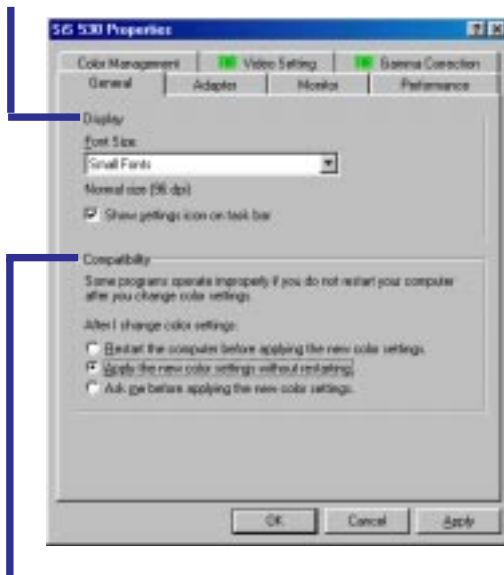 SiS 530 Properties
Color Management
Video Setting
Gamma Correction
General
Adapter
Monitor
Performance
Display
Font Size:
Small Fonts
Normal size (96 dpi)
Show settings icon on task bar
Compatibility
Some programs operate improperly if you do not restart your computer
after you change color settings.
After I change color settings:
Restart the computer before applying the new color settings.
Apply the new color settings without restarting.
Ask me before applying the new color settings.
OK
Cancel
Apply